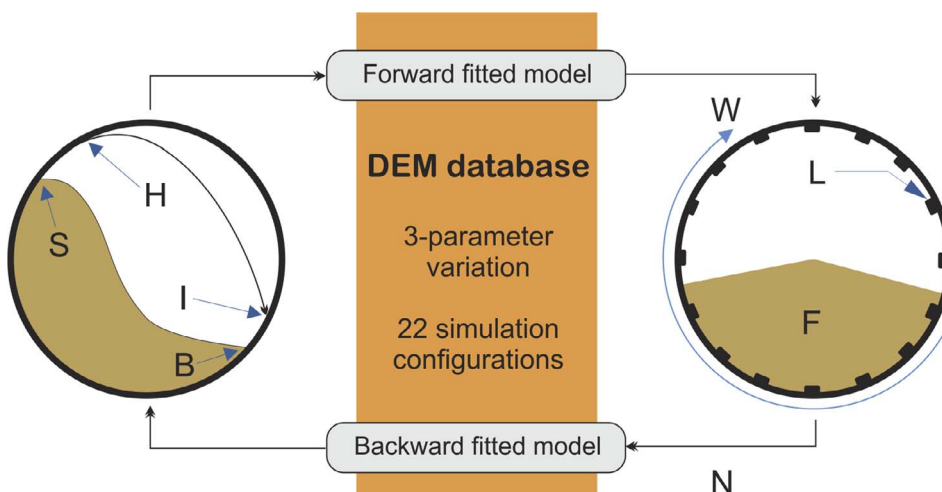 Forward fitted model
W
DEM database
H
L
3-parameter
variation
S
I
F
22 simulation
configurations
B
Backward fitted model
N